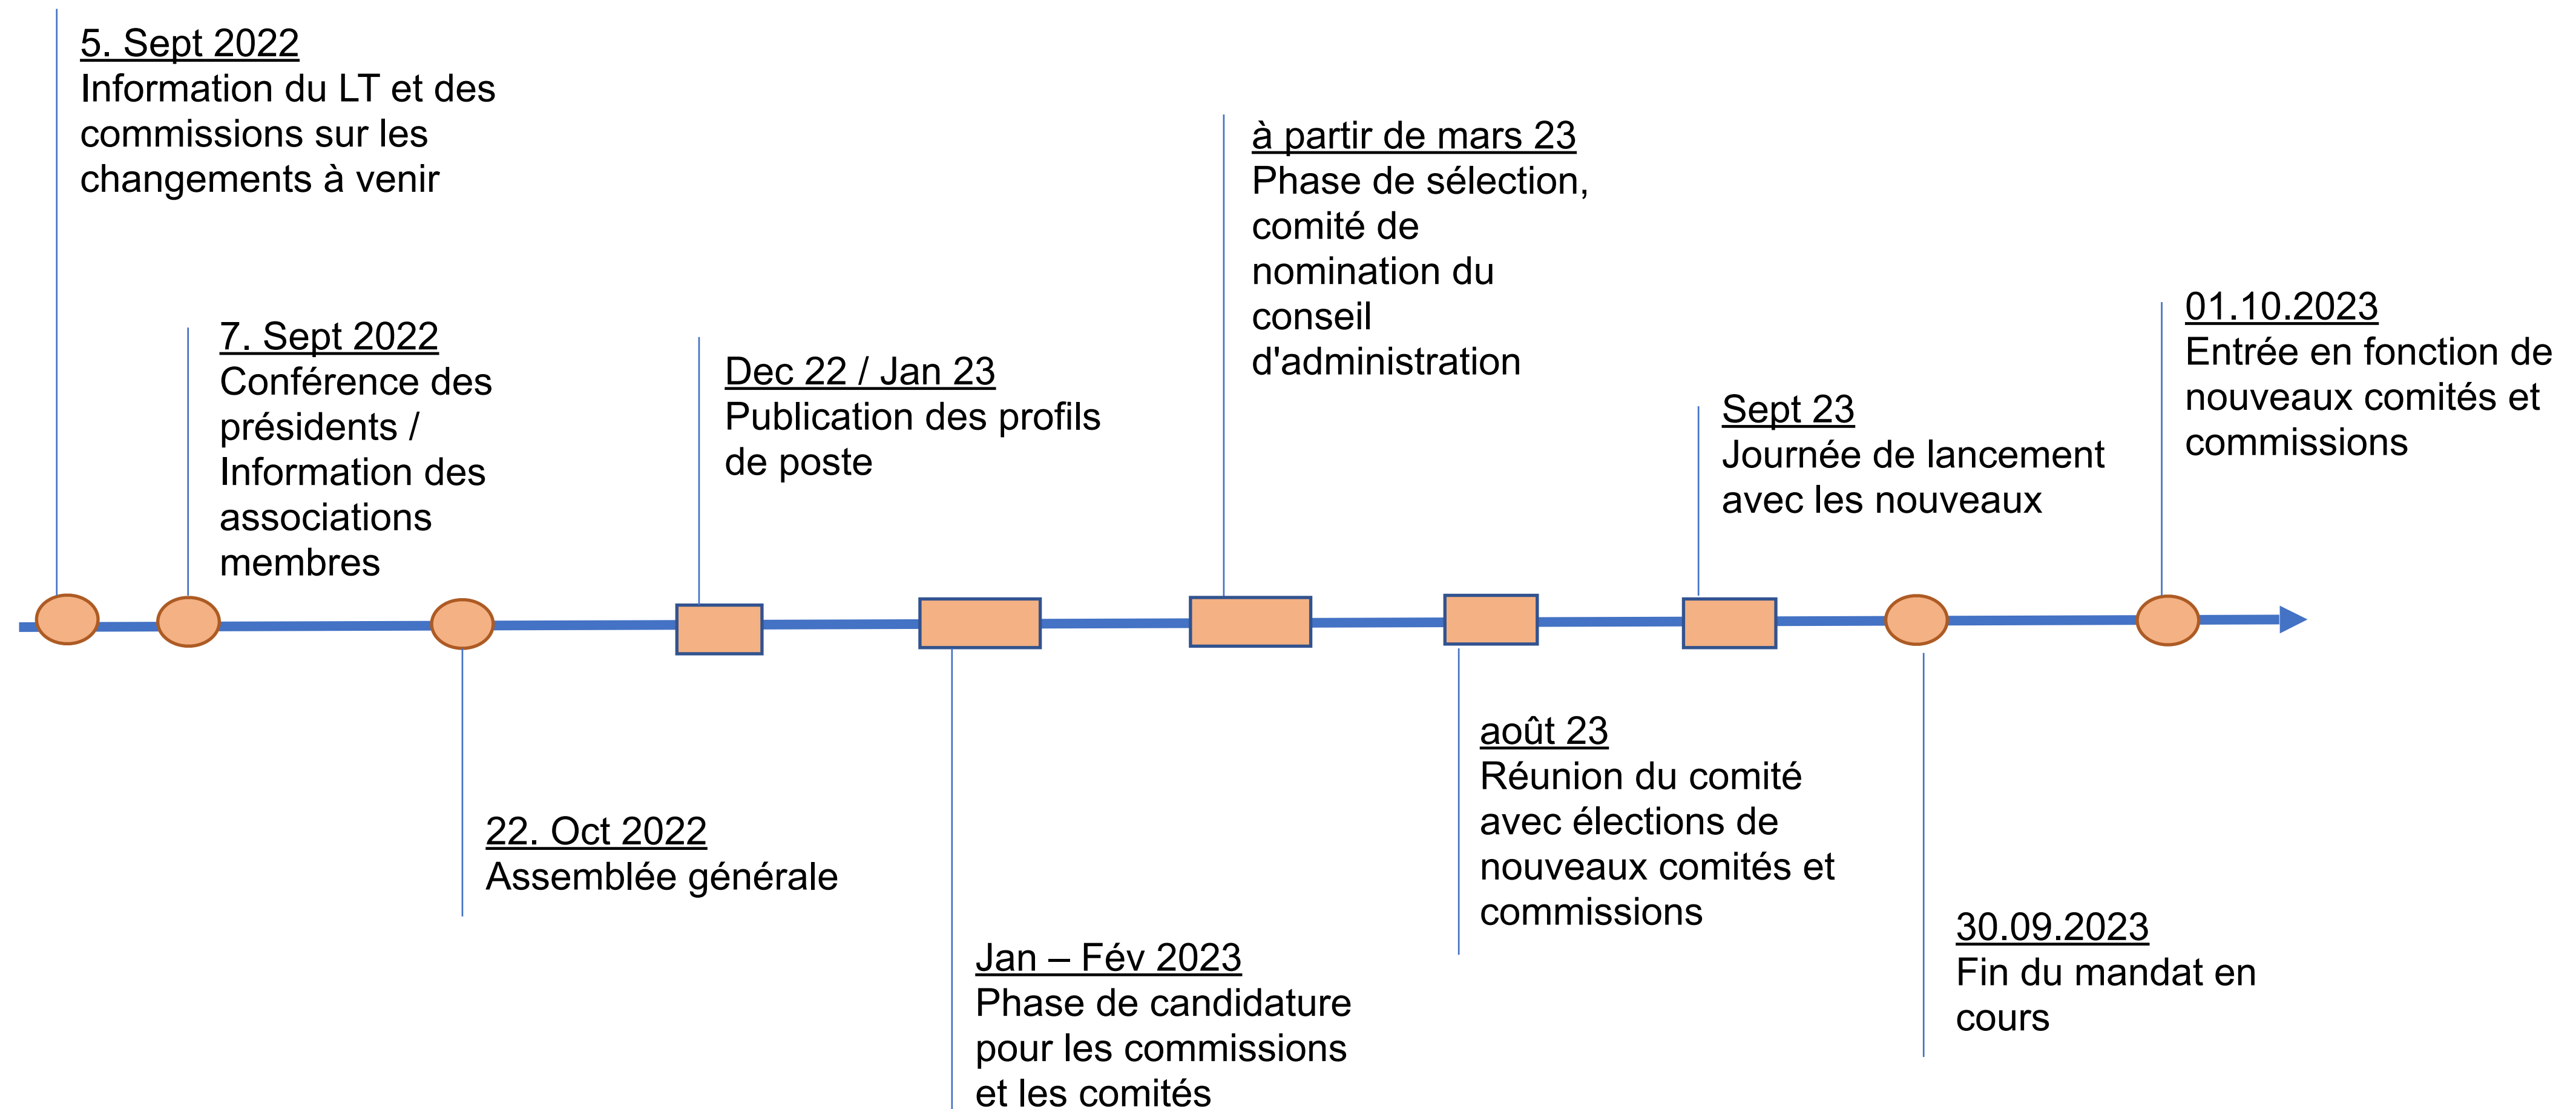 5. Sept 2022
Information du LT et des
commissions sur les
changements à venir
7. Sept 2022
Conférence des
présidents /
Information des
associations
membres
22. Oct 2022
Assemblée générale
Dec 22 / Jan 23
Publication des profils
de poste
Jan – Fév 2023
Phase de candidature
pour les commissions
et les comités
à partir de mars 23
Phase de sélection,
comité de
nomination du
conseil
d'administration
août 23
Réunion du comité
avec élections de
nouveaux comités et
commissions
Sept 23
Journée de lancement
avec les nouveaux
30.09.2023
Fin du mandat en
cours
01.10.2023
Entrée en fonction de
nouveaux comités et
commissions